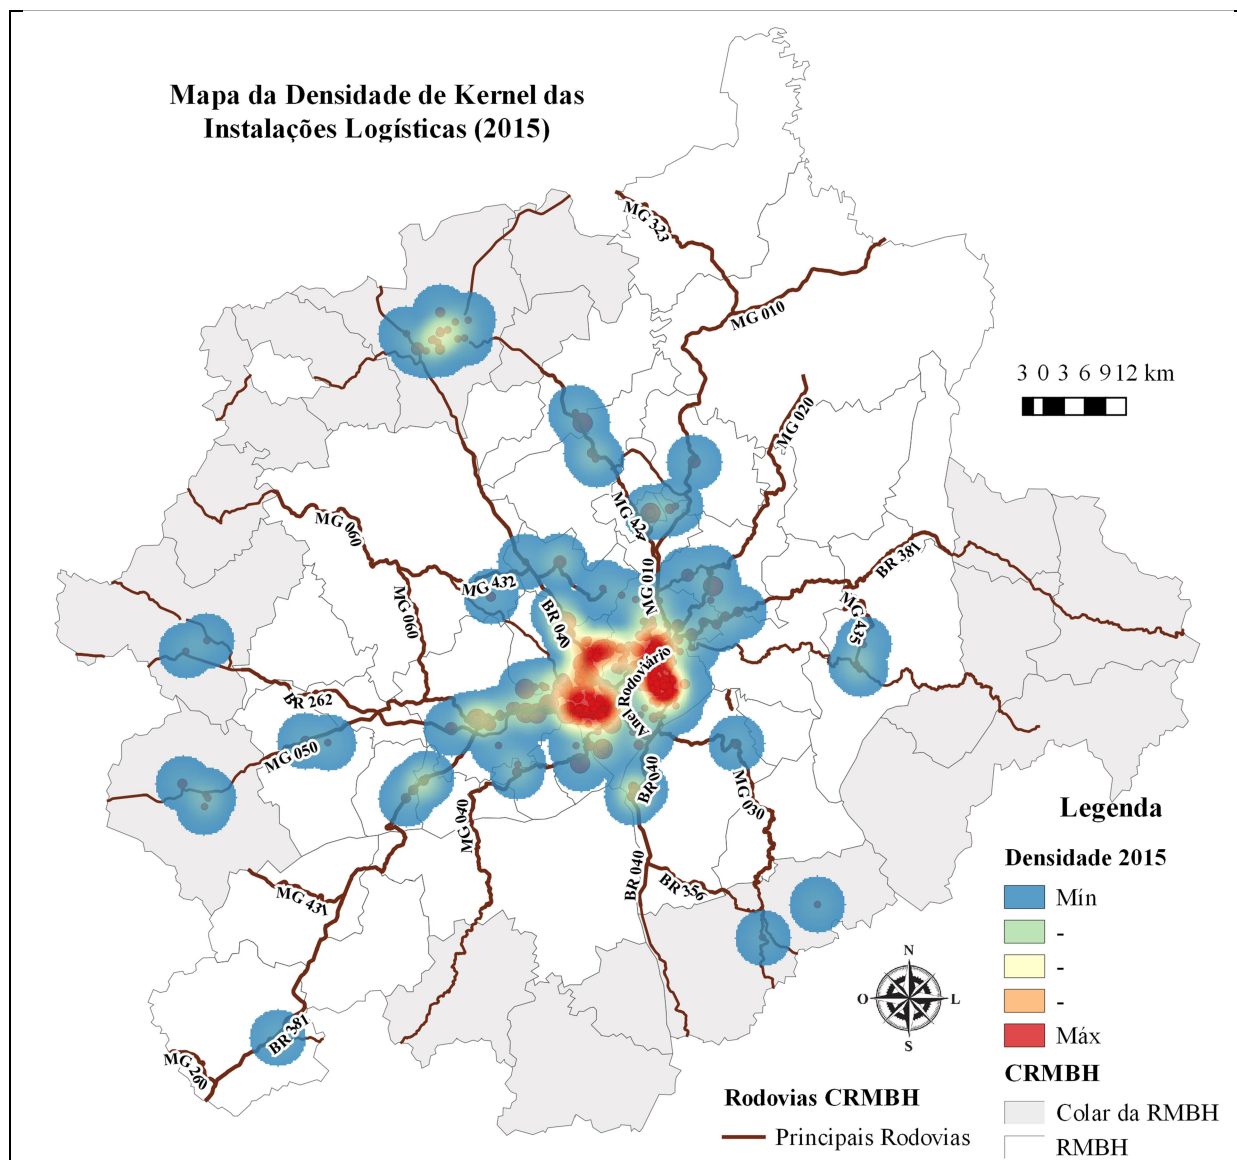 Mapa da Densidade de Kernel das
Instalações Logísticas (2015)
MG 323
MG 010
3 0 3 6 9 12 km
MG 020
MG 060
MG 424
BR 381
MG 432
MG 010
MG 060
BR 040
MG 435
Anel Rodoviário
BR 262
MG 050
BR 040
MG 030
MG 040
BR 040
BR 356
MG 431
BR 381
MG 260
Legenda
Densidade 2015
Mín
-
-
-
Máx
CRMBH
Colar da RMBH
RMBH
N
O
L
S
Rodovias CRMBH
Principais Rodovias